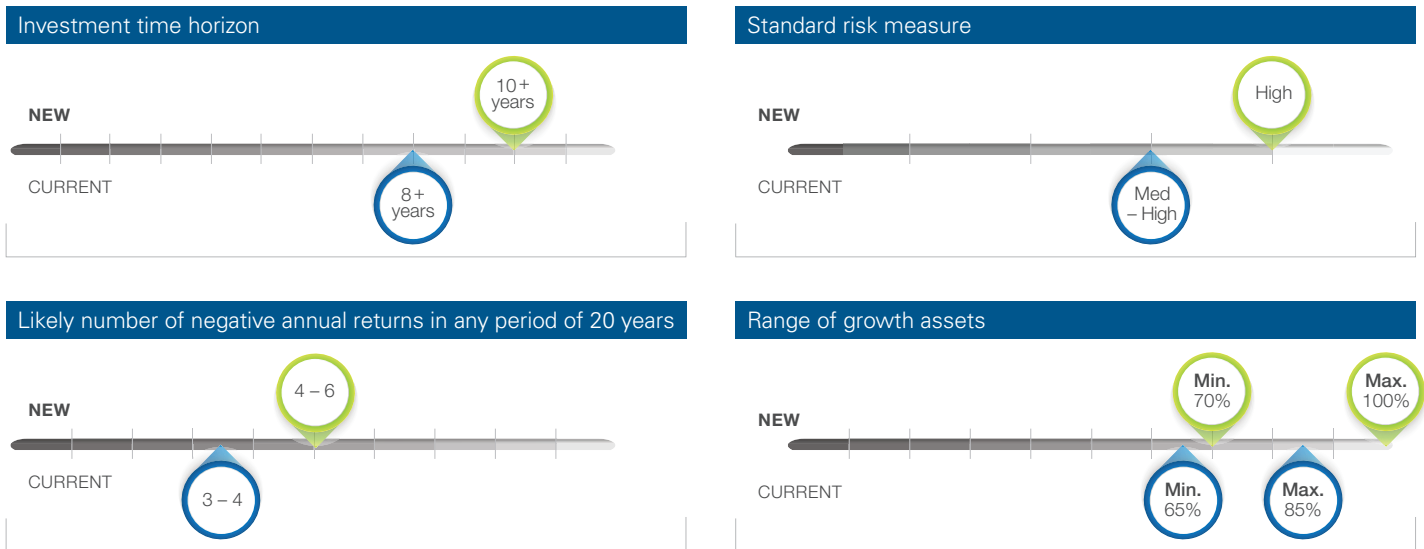 Investment time horizon
10+
years
NEW
CURRENT
8+
years
Standard risk measure
High
NEW
CURRENT
Med
– High
Likely number of negative annual returns in any period of 20 years
4 – 6
NEW
CURRENT
3 – 4
Range of growth assets
Min.
70%
Max.
100%
NEW
CURRENT
Min.
65%
Max.
85%